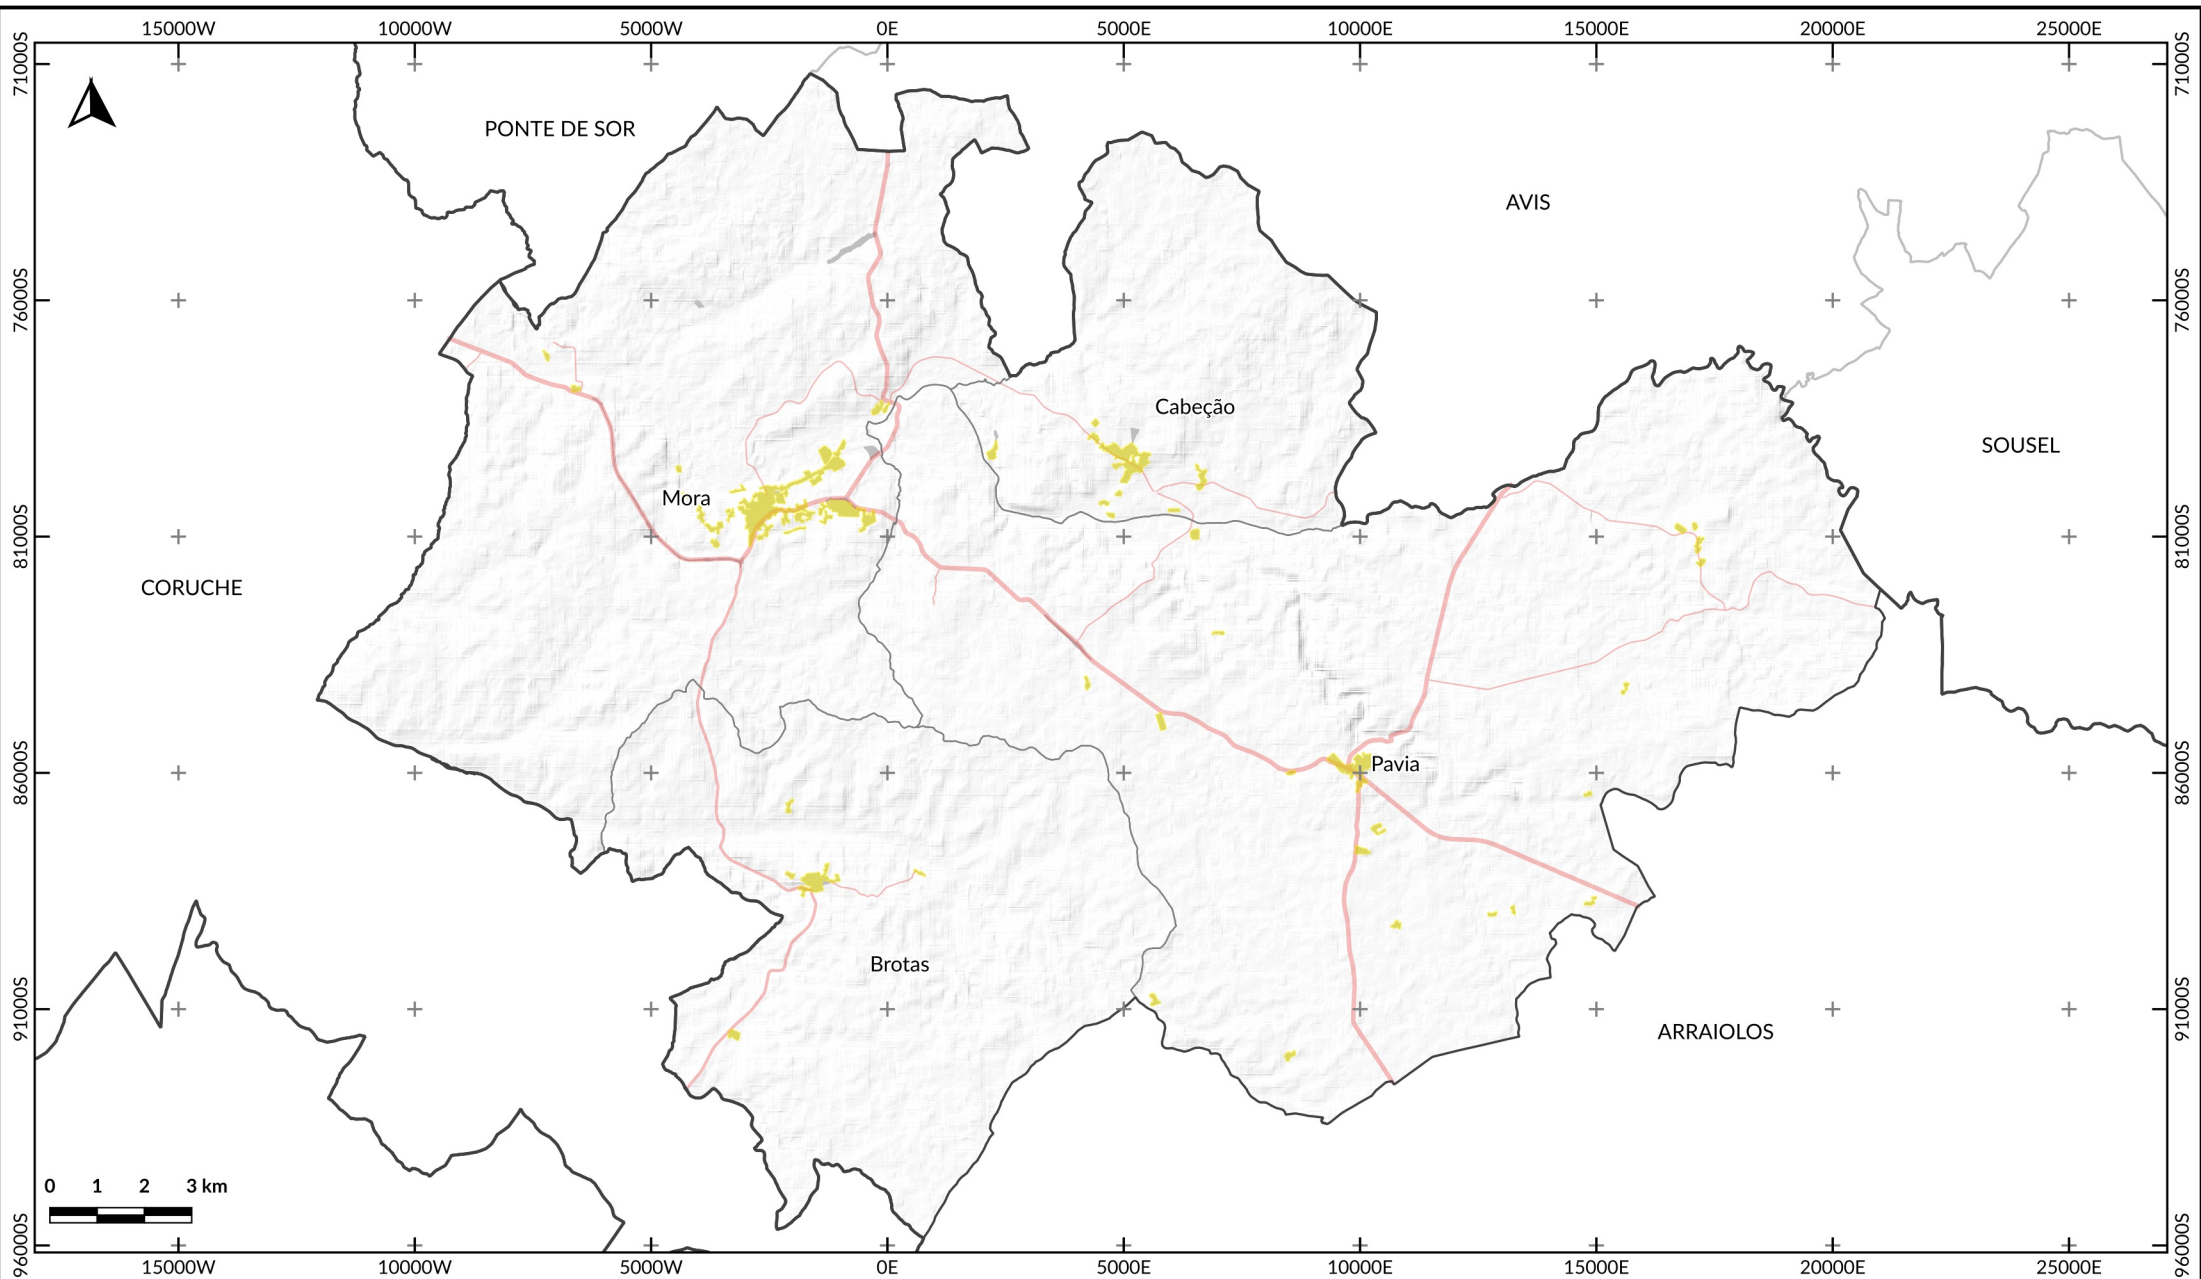 15000W 10000W 5000W 0E 5000E 10000E 15000E 20000E 25000E
71000S 71000S
PONTE DE SOR
AVIS
76000S 76000S
Cabeção
SOUSEL
Mora
81000S 81000S
CORUCHE
Pavia
86000S 86000S
Brotas
91000S 91000S
ARRAIOLOS
0 1 2 3 km
96000S 96000S
15000W 10000W 5000W 0E 5000E 10000E 15000E 20000E 25000E